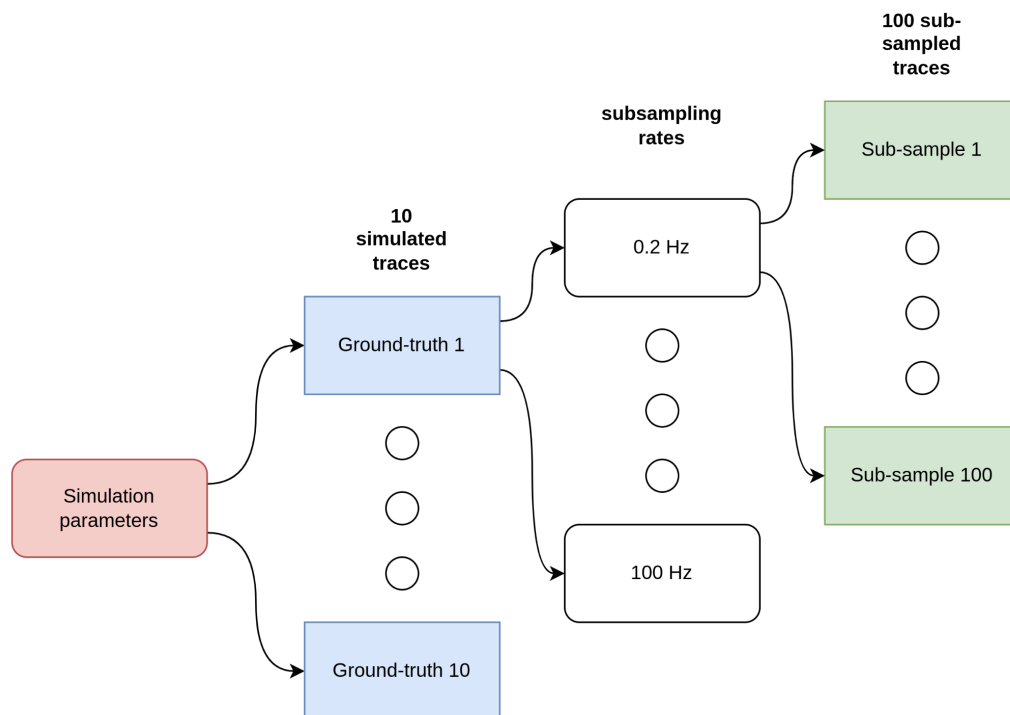 100 sub-
sampled
traces
subsampling
rates
Sub-sample 1
10
simulated
traces
0.2 Hz
Ground-truth 1
Sub-sample 100
Simulation
parameters
100 Hz
Ground-truth 10